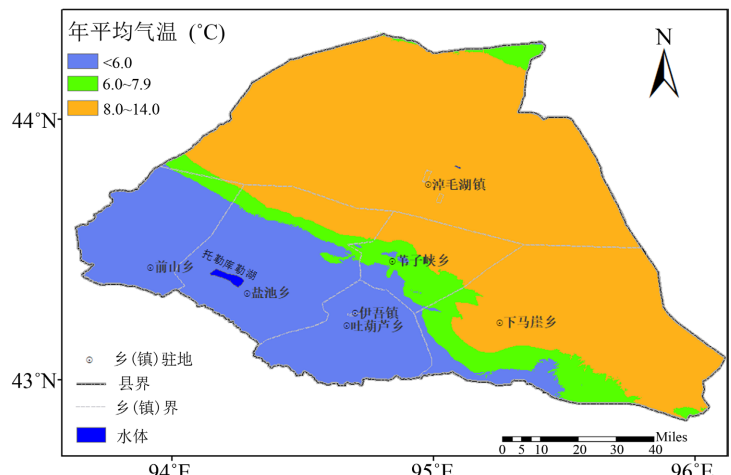 年平均气温 (°C)
<6.0
6.0~7.9
8.0~14.0
N
44°N
淖毛湖镇
苇子峡乡
前山乡
托勒库勒湖
盐池乡
伊吾镇
吐葫芦乡
下马崖乡
乡(镇)驻地
43°N
县界
乡(镇)界
水体
Miles
0 5 10 20 30 40
94°E
95°E
96°E